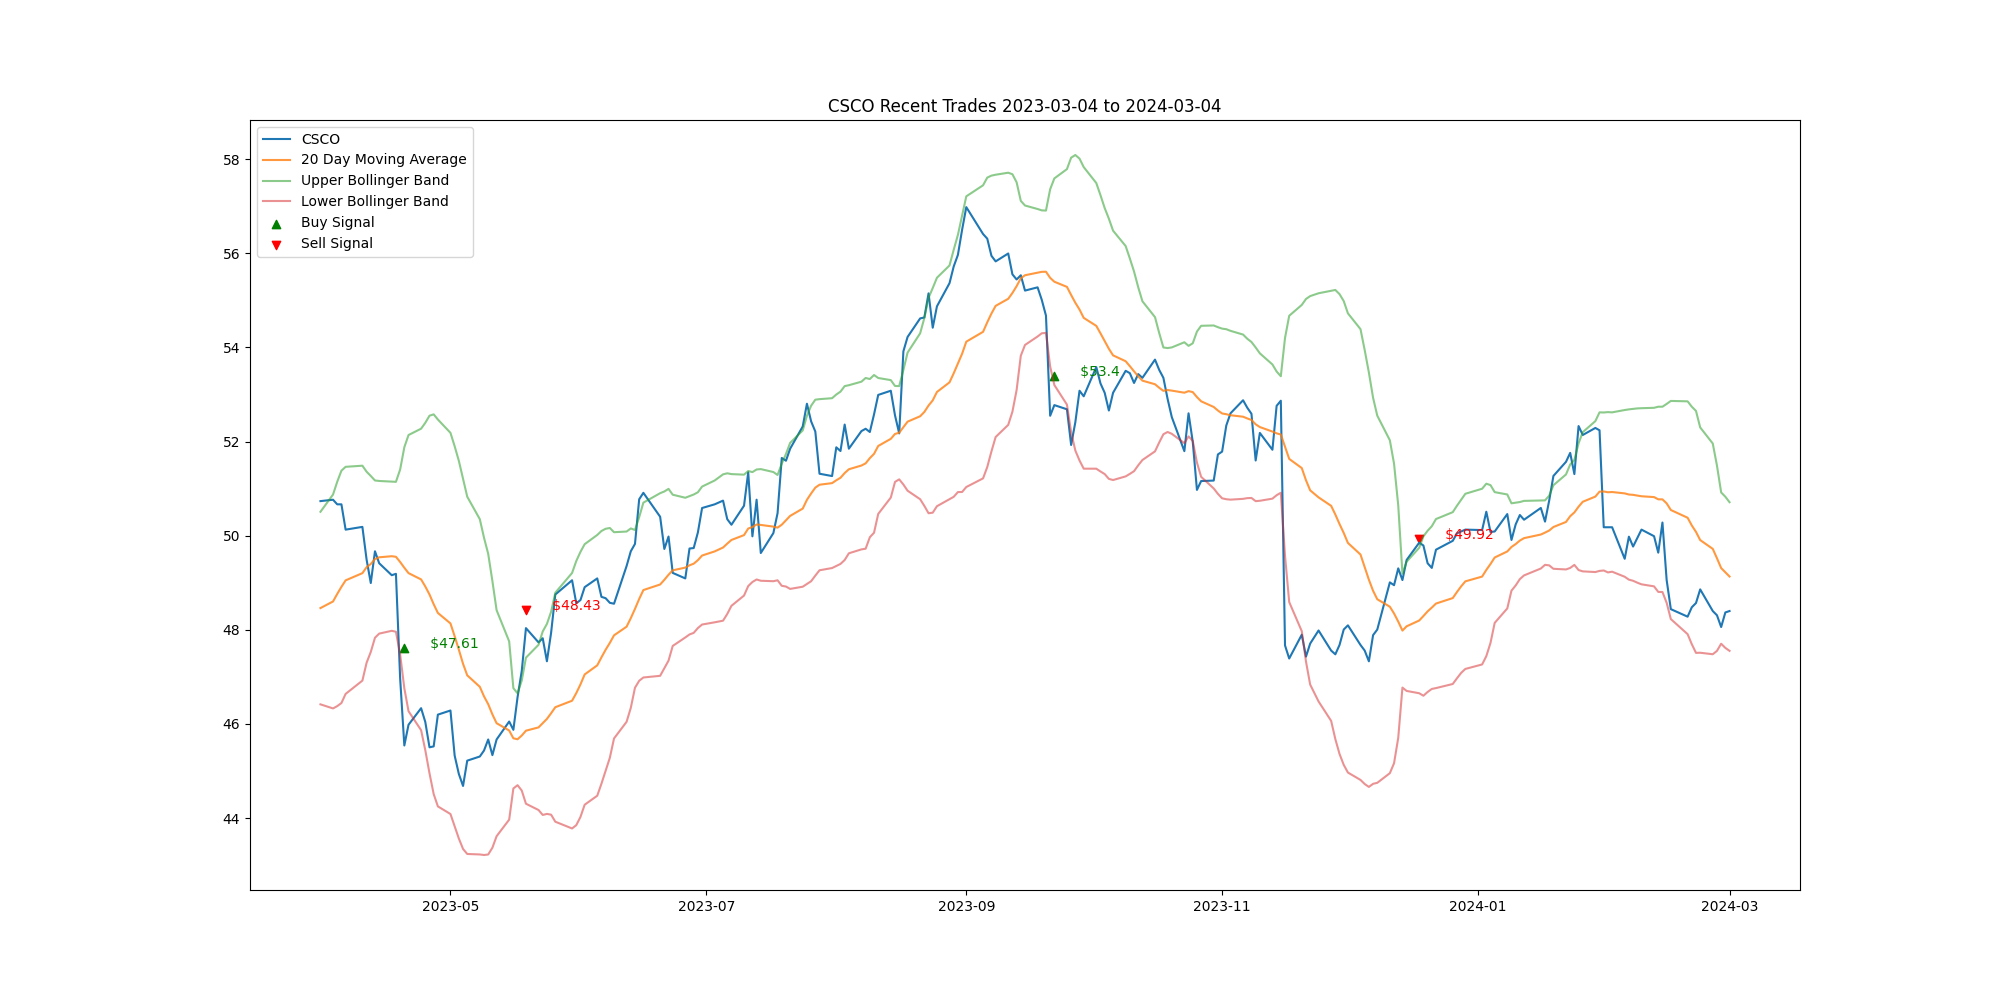 CSCO Recent Trades 2023-03-04 to 2024-03-04
CSCO
20 Day Moving Average
Upper Bollinger Band
Lower Bollinger Band
Buy Signal
Sell Signal
58
56
54
52
50
48
46
44
$47.61
$48.43
$53.4
$49.92
2023-05
2023-07
2023-09
2023-11
2024-01
2024-03